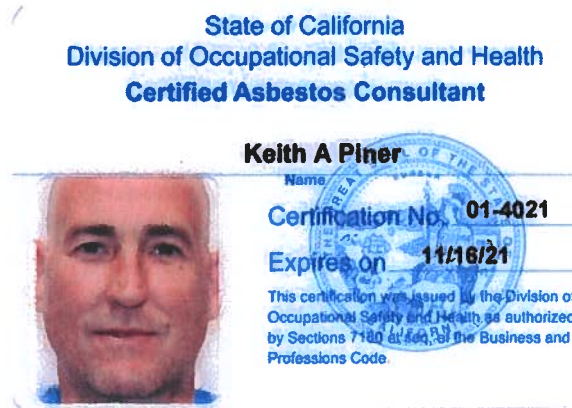 State of California
Division of Occupational Safety and Health
Certified Asbestos Consultant
Keith A Piner
Name
Certification No. 01-4021
Expires on 11/16/21
This certification was issued by the Division of
Occupational Safety and Health as authorized
by Sections 7180 et seq. of the Business and
Professions Code.